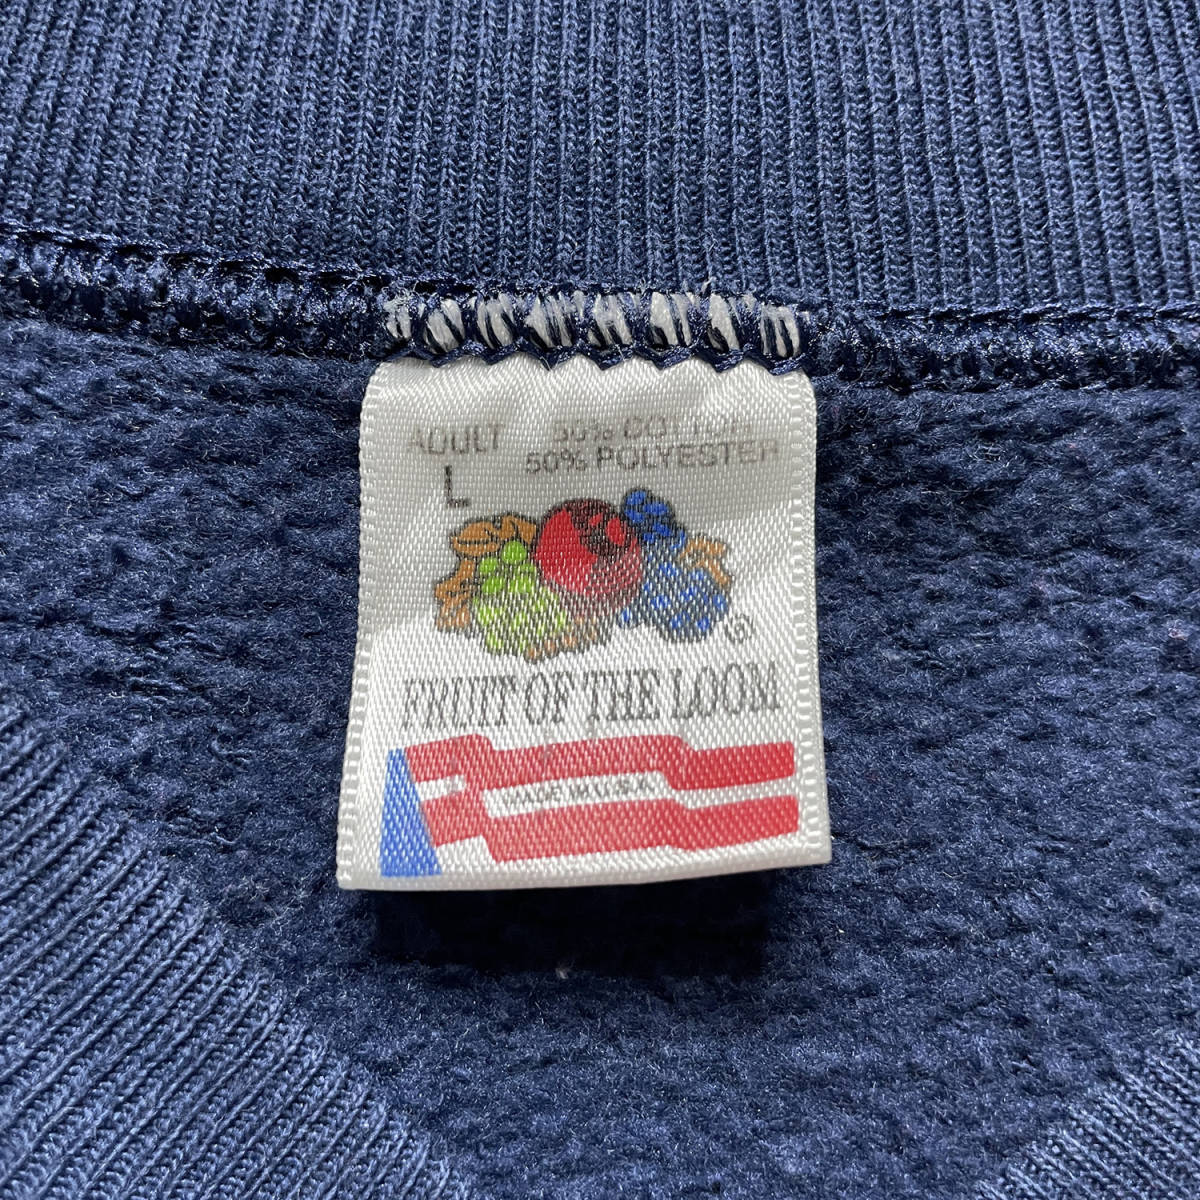 ADULT 50% COTTON
50% POLYESTER
L
FRUIT OF THE LOOM
MADE IN U.S.A.